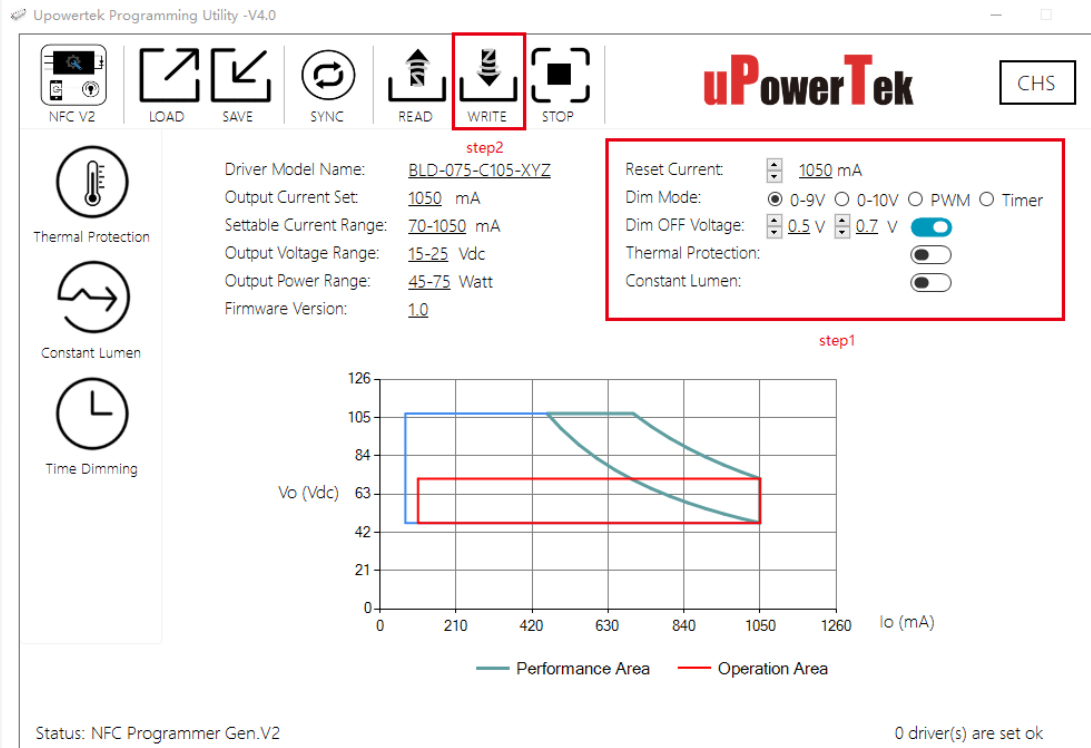 Upowertek Programming Utility -V4.0
NFC V2
LOAD
SAVE
SYNC
READ
WRITE
STOP
uPowerTek
CHS
step2
Thermal Protection
Constant Lumen
Time Dimming
Driver Model Name: BLD-075-C105-XYZ
Output Current Set: 1050 mA
Settable Current Range: 70-1050 mA
Output Voltage Range: 15-25 Vdc
Output Power Range: 45-75 Watt
Firmware Version: 1.0
Reset Current: 1050 mA
Dim Mode: 0-9V 0-10V PWM Timer
Dim OFF Voltage: 0.5 V 0.7 V
Thermal Protection:
Constant Lumen:
step1
126
105
84
63
42
21
0
Vo (Vdc)
0 210 420 630 840 1050 1260
Io (mA)
Performance Area Operation Area
Status: NFC Programmer Gen.V2
0 driver(s) are set ok